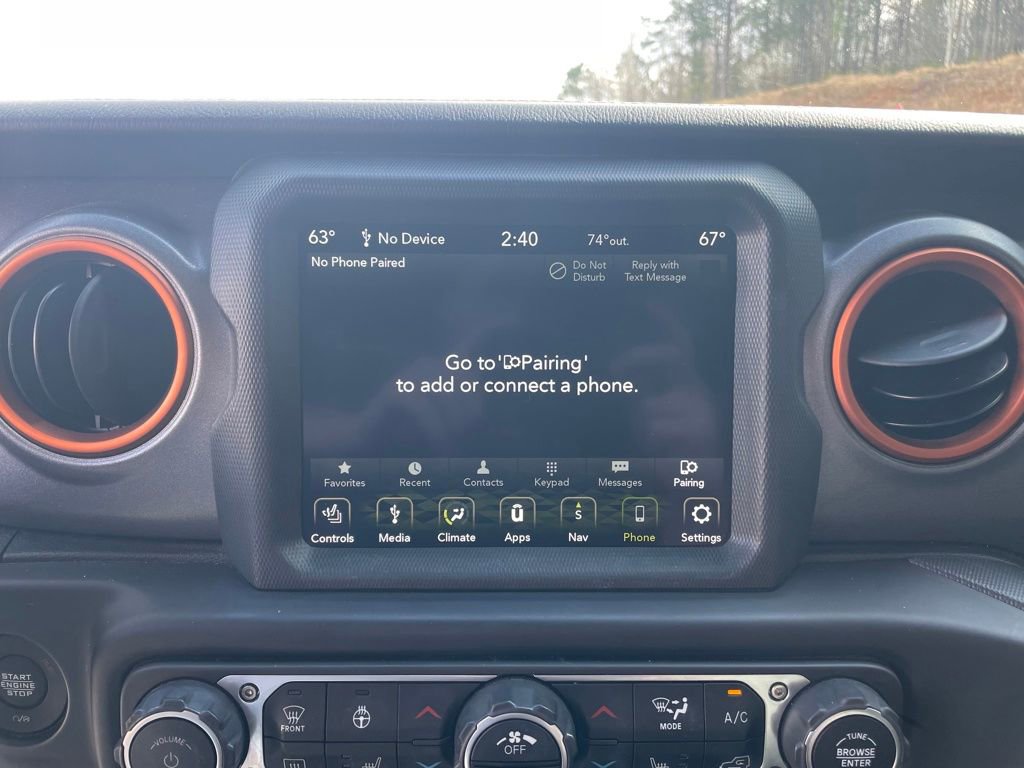 63° No Device 2:40 74°out. 67°
No Phone Paired
Do Not
Disturb
Reply with
Text Message
Go to 'Pairing'
to add or connect a phone.
Favorites Recent Contacts Keypad Messages Pairing
S
Controls Media Climate Apps Nav Phone Settings
START
ENGINE
STOP
VOLUME
FRONT
OFF
MODE
A/C
TUNE
BROWSE
ENTER